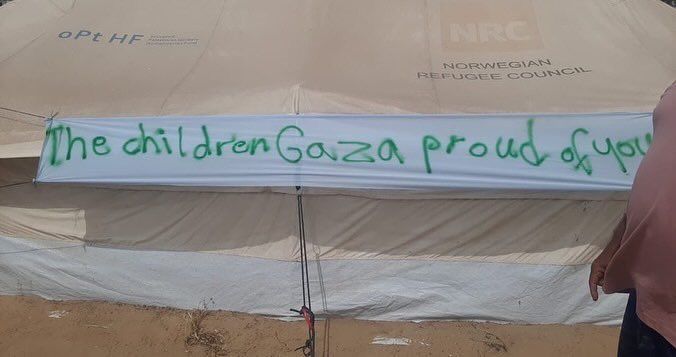 oPt HF
NRC
NORWEGIAN
REFUGEE COUNCIL
The children Gaza proud of you